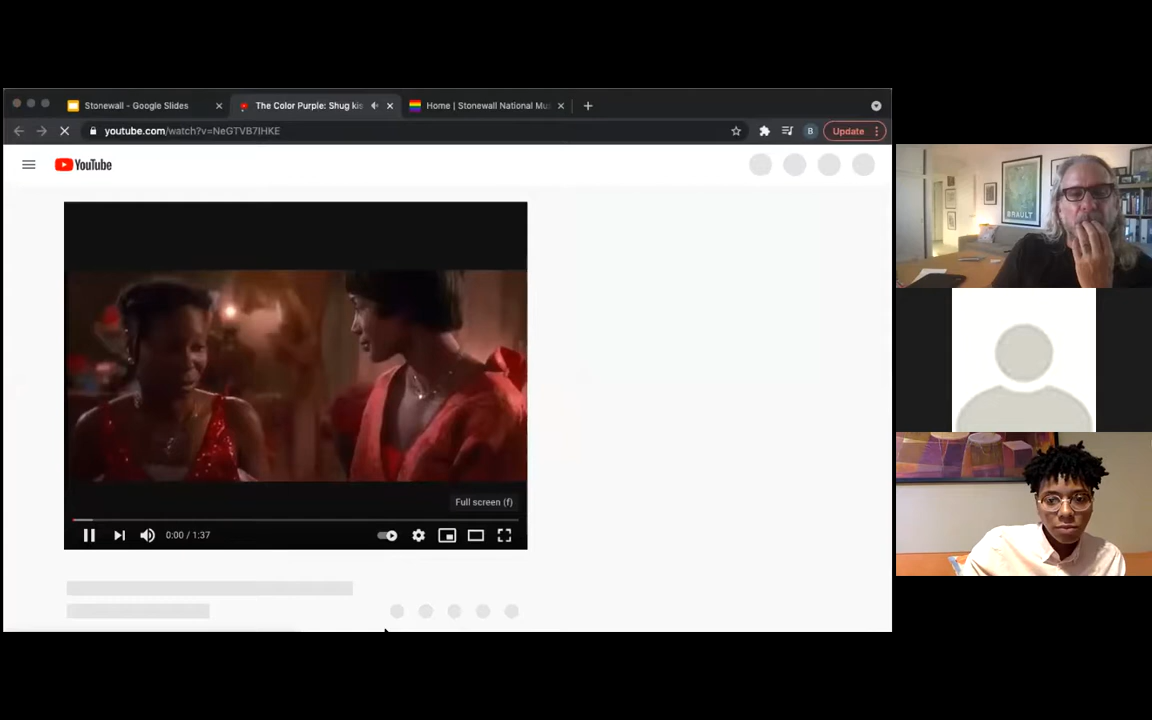 Stonewall - Google Slides
The Color Purple: Shug kis
Home | Stonewall National Mu
youtube.com/watch?v=NeGTVB7IHKE
B
Update
YouTube
Full screen (f)
0:00 / 1:37
BRAULT